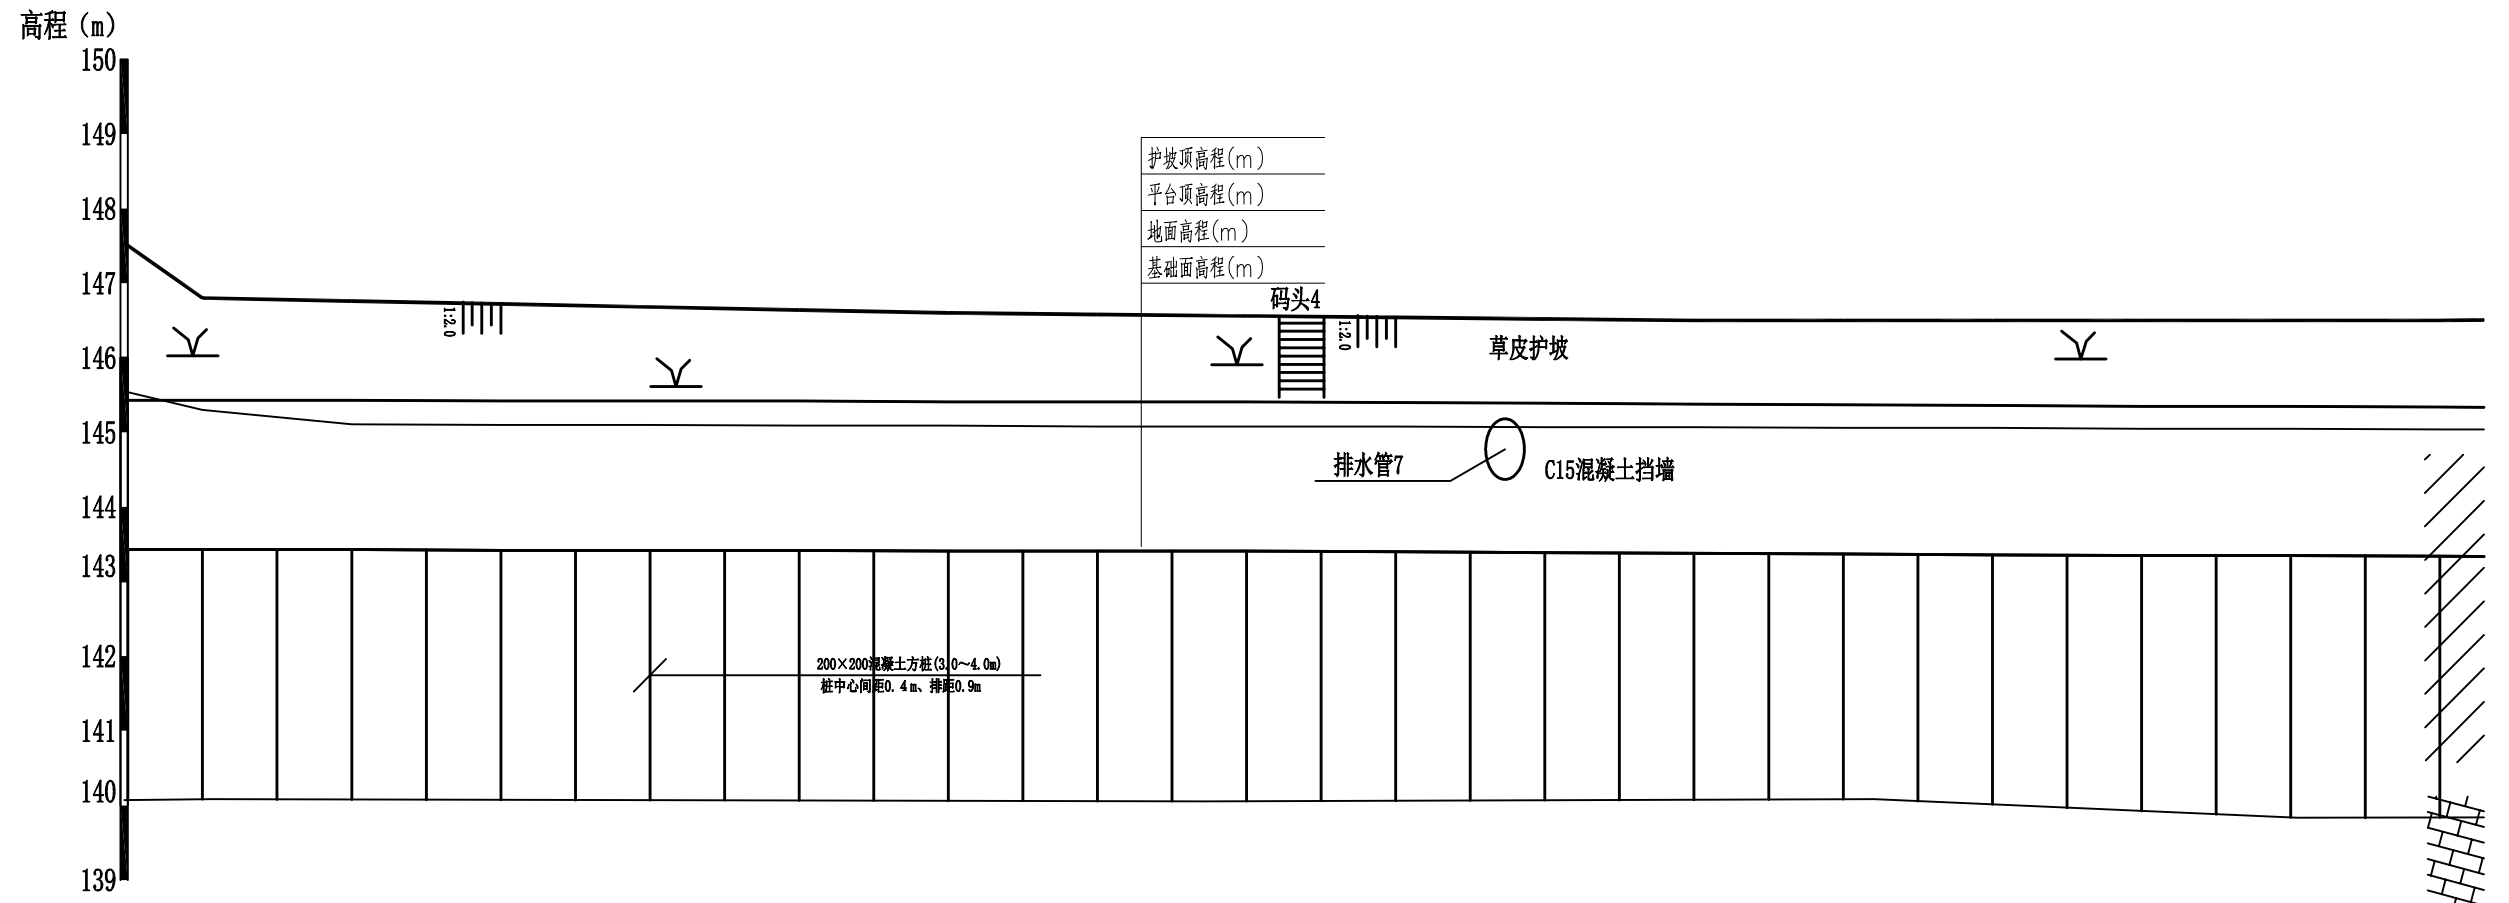 高程（m）
150
149
148
147
146
145
144
143
142
141
140
139
护坡顶高程(m)
平台顶高程(m)
地面高程(m)
基础面高程(m)
码头4
1:2.0
1:2.0
草皮护坡
排水管7
C15混凝土挡墙
200×200混凝土方桩(3.0～4.0m)
桩中心间距0.4m、排距0.9m